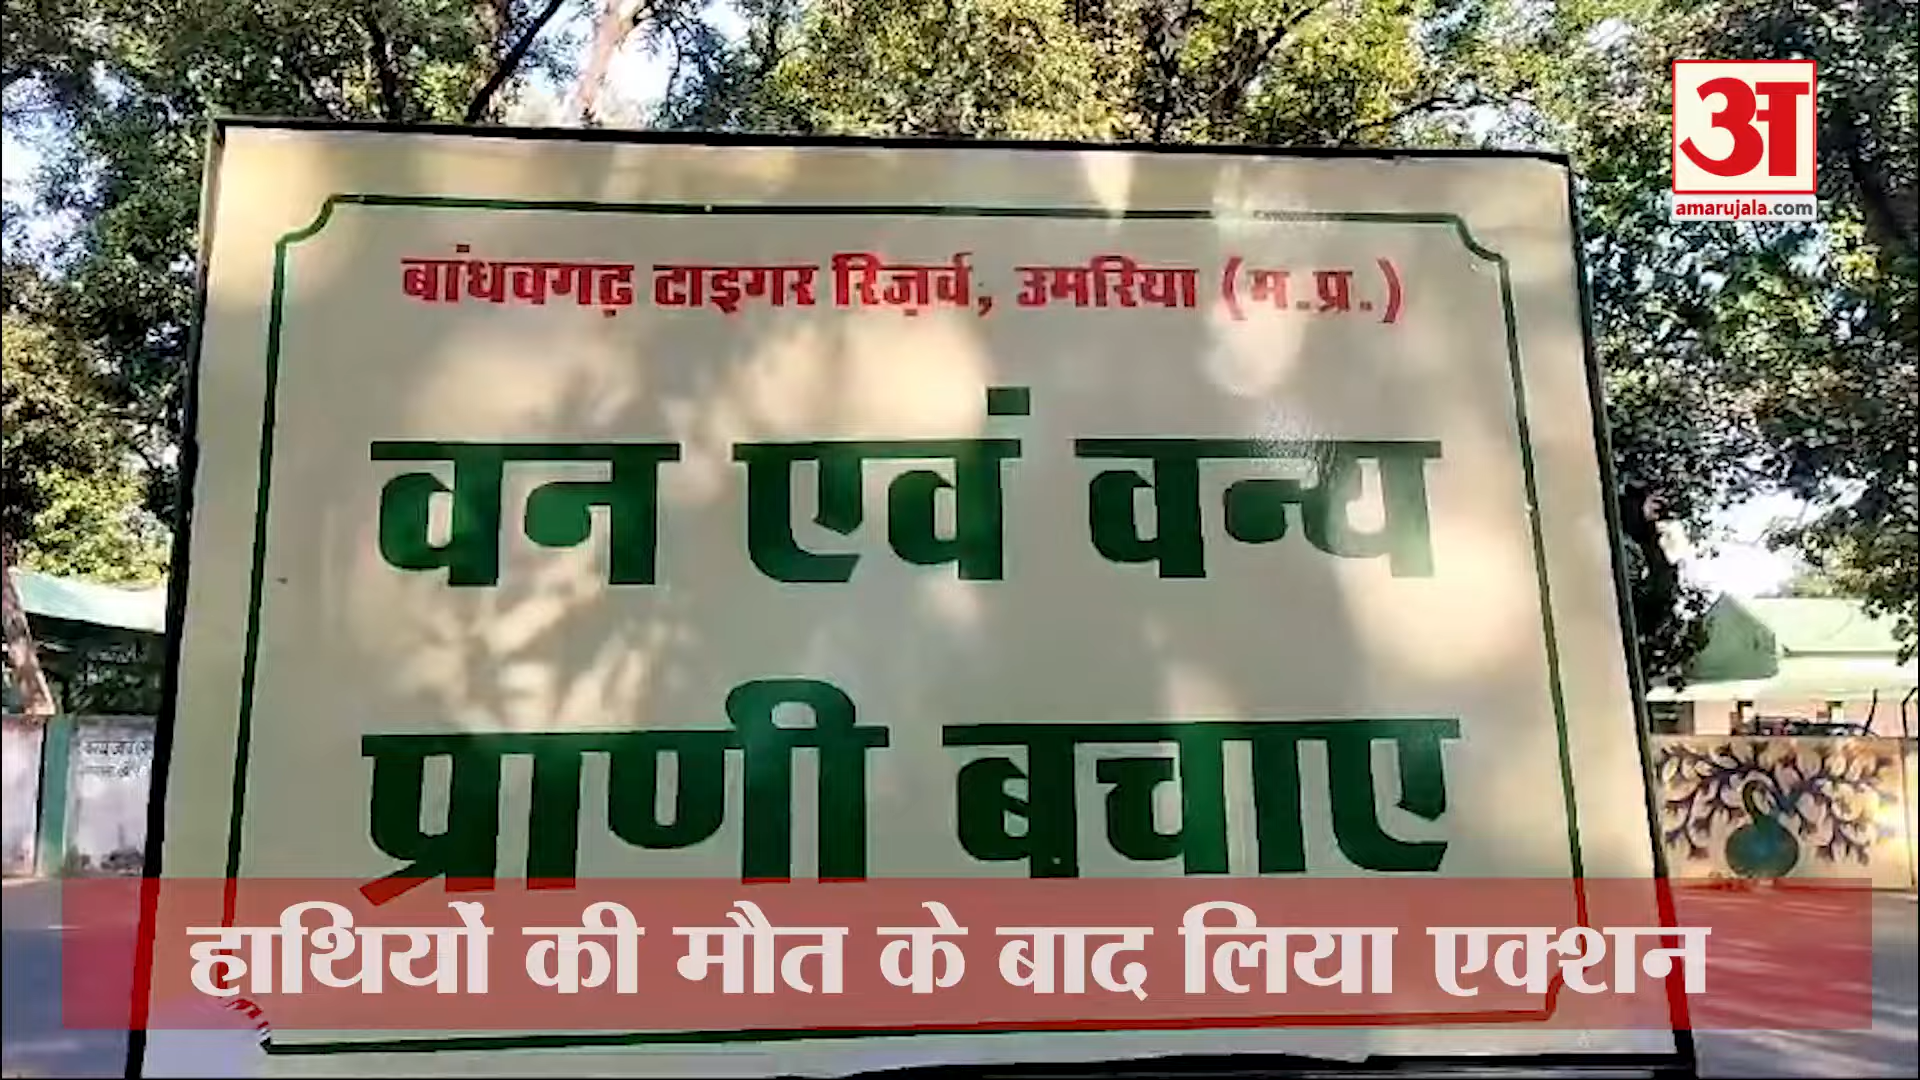 अ
amarujala.com
बांधवगढ़ टाइगर रिज़र्व, उमरिया (म.प्र.)
वन एवं वन्य
प्राणी बचाए
हाथियों की मौत के बाद लिया एक्शन